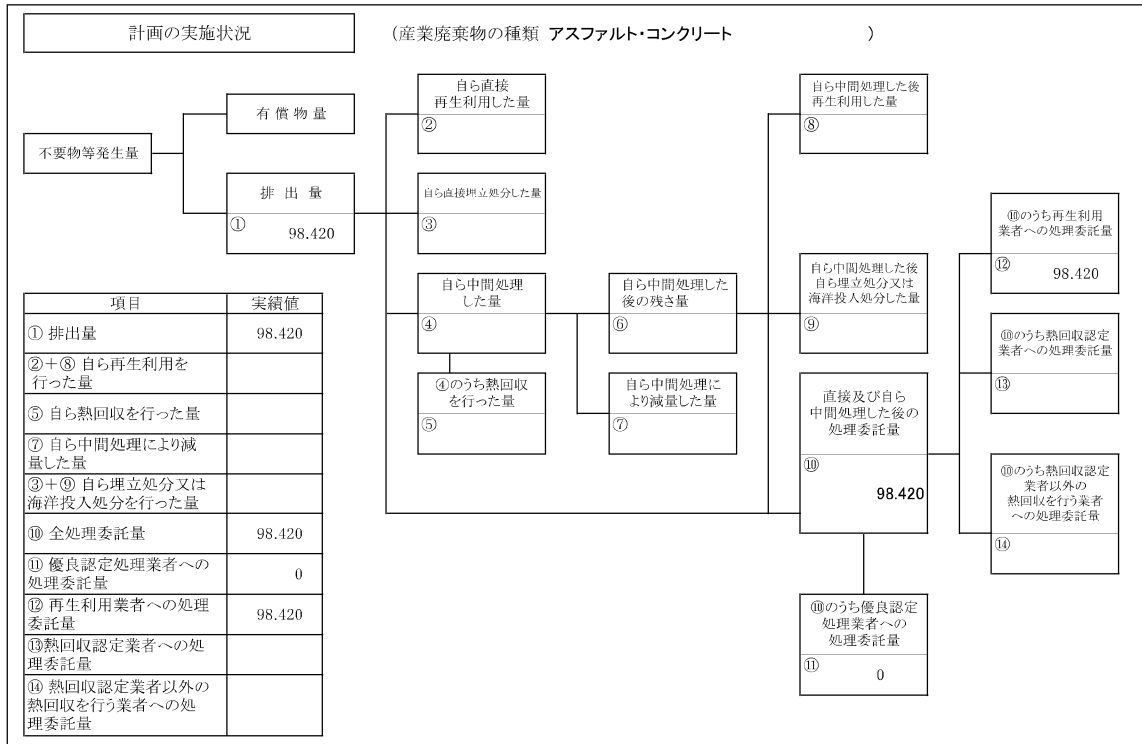 計画の実施状況
(産業廃棄物の種類 アスファルト・コンクリート )
不要物等発生量
有償物量
排出量
①
98.420
自ら直接
再生利用した量
②
自ら直接埋立処分した量
③
自ら中間処理
した量
④
④のうち熱回収
を行った量
⑤
自ら中間処理した
後の残さ量
⑥
自ら中間処理に
より減量した量
⑦
自ら中間処理した後
再生利用した量
⑧
自ら中間処理した後
自ら埋立処分又は
海洋投入処分した量
⑨
直接及び自ら
中間処理した後の
処理委託量
⑩
98.420
⑩のうち優良認定
処理業者への
処理委託量
⑪
0
⑩のうち再生利用
業者への処理委託量
⑫
98.420
⑩のうち熱回収認定
業者への処理委託量
⑬
⑩のうち熱回収認定
業者以外の
熱回収を行う業者
への処理委託量
⑭
項目 実績値
① 排出量 98.420
②+⑧ 自ら再生利用を
行った量
⑤ 自ら熱回収を行った量
⑦ 自ら中間処理により減
量した量
③+⑨ 自ら埋立処分又は
海洋投入処分を行った量
⑩ 全処理委託量 98.420
⑪ 優良認定処理業者への
処理委託量 0
⑫ 再生利用業者への処理
委託量 98.420
⑬熱回収認定業者への処
理委託量
⑭ 熱回収認定業者以外の
熱回収を行う業者への処
理委託量